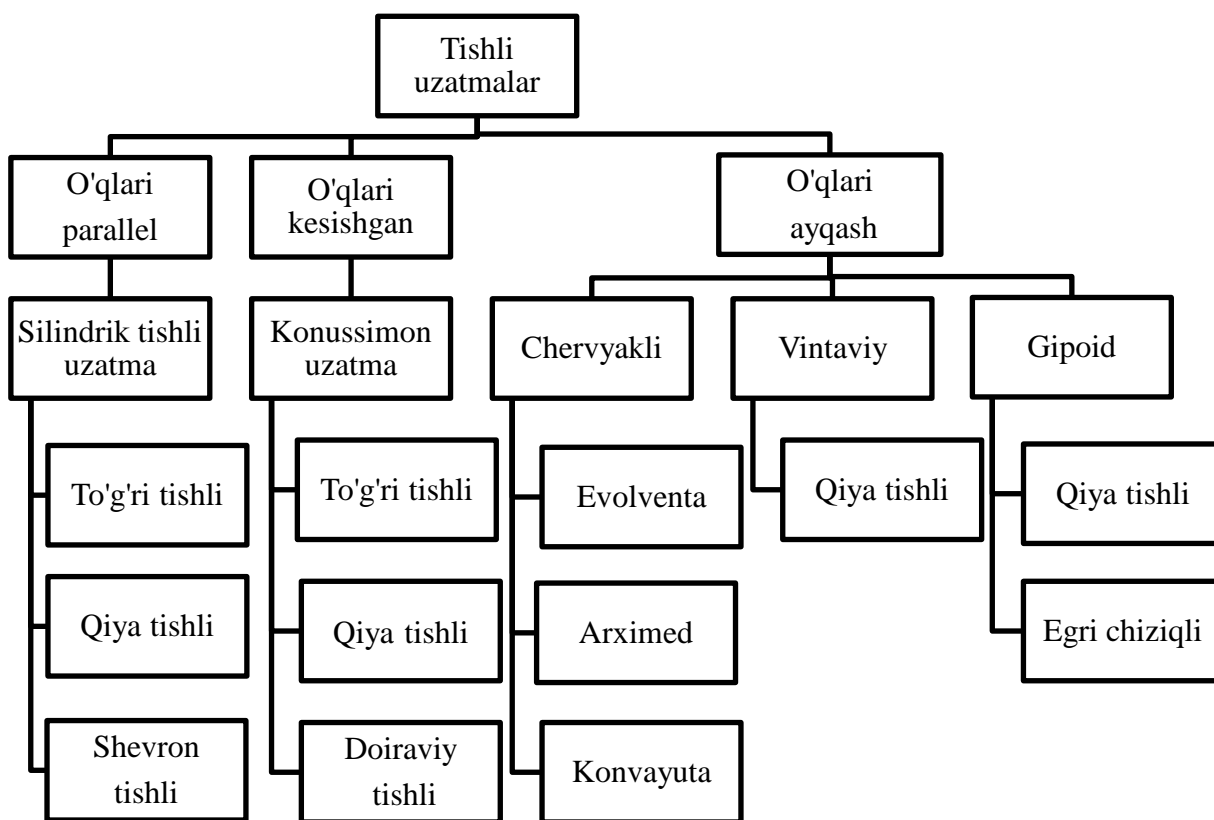 Tishli
uzatmalar
O'qlari
parallel
O'qlari
kesishgan
O'qlari
ayqash
Silindrik tishli
uzatma
Konussimon
uzatma
Chervyakli
Vintaviy
Gipoid
To'g'ri tishli
To'g'ri tishli
Evolventa
Qiya tishli
Qiya tishli
Qiya tishli
Qiya tishli
Arximed
Egri chiziqli
Shevron
tishli
Doiraviy
tishli
Konvayuta